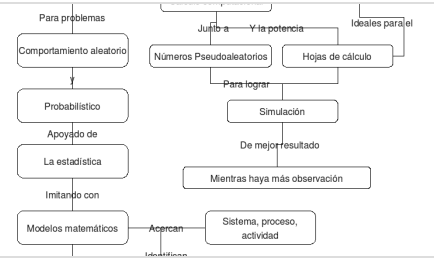 Para problemas
Junto a
Y la potencia
Ideales para el
Comportamiento aleatorio
Números Pseudoaleatorios
Hojas de cálculo
y
Para lograr
Probabilístico
Simulación
Apoyado de
De mejor resultado
La estadística
Mientras haya más observación
Imitando con
Modelos matemáticos
Acercan
Sistema, proceso,
actividad
Identifican